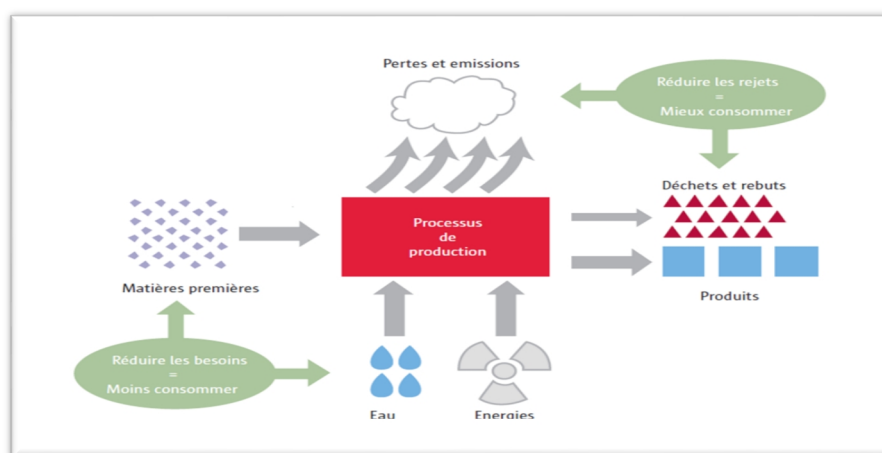 Pertes et emissions
Réduire les rejets
=
Mieux consommer
Déchets et rebuts
Processus
de
production
Matières premières
Produits
Réduire les besoins
=
Moins consommer
Eau
Energies